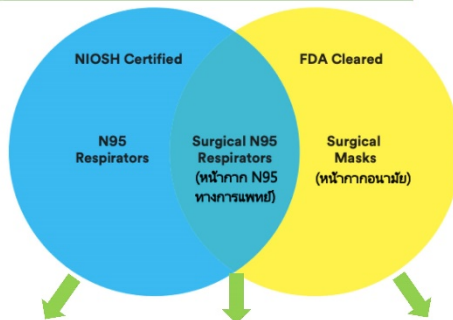 NIOSH Certified
FDA Cleared
N95
Respirators
Surgical N95
Respirators
(หน้ากาก N95
ทางการแพทย์)
Surgical
Masks
(หน้ากากอนามัย)